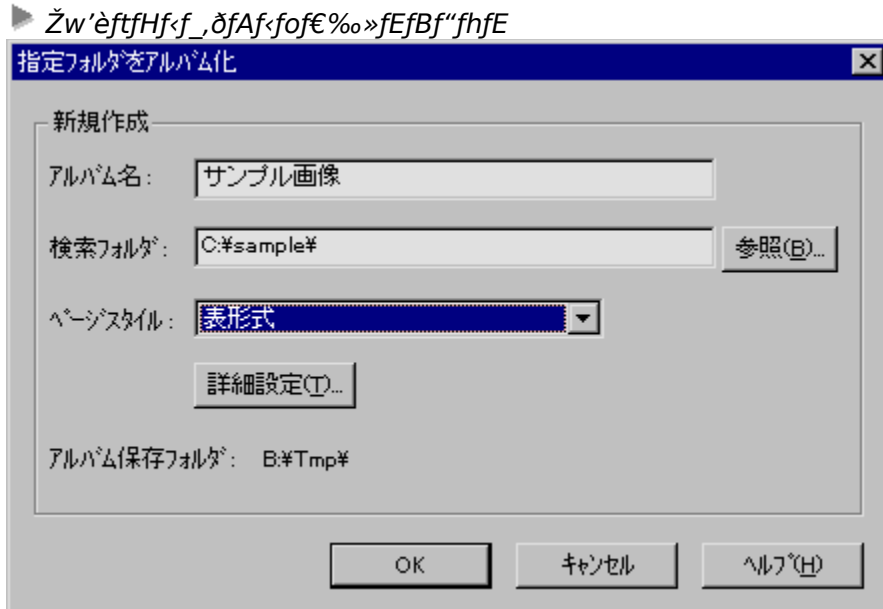 Žw’èƒtƒHƒ‹ƒ_‚ðƒAƒ‹ƒoƒ€‰»ƒEƒBƒ“ƒhƒE
指定ﾌｫﾙﾀﾞをｱﾙﾊﾞﾑ化
新規作成
ｱﾙﾊﾞﾑ名：
サンプル画像
検索ﾌｫﾙﾀﾞ：
C:¥sample¥
参照(B)...
ﾍﾟｰｼﾞｽﾀｲﾙ：
表形式
詳細設定(T)...
ｱﾙﾊﾞﾑ保存ﾌｫﾙﾀﾞ： B:¥Tmp¥
OK
ｷｬﾝｾﾙ
ﾍﾙﾌﾟ(H)